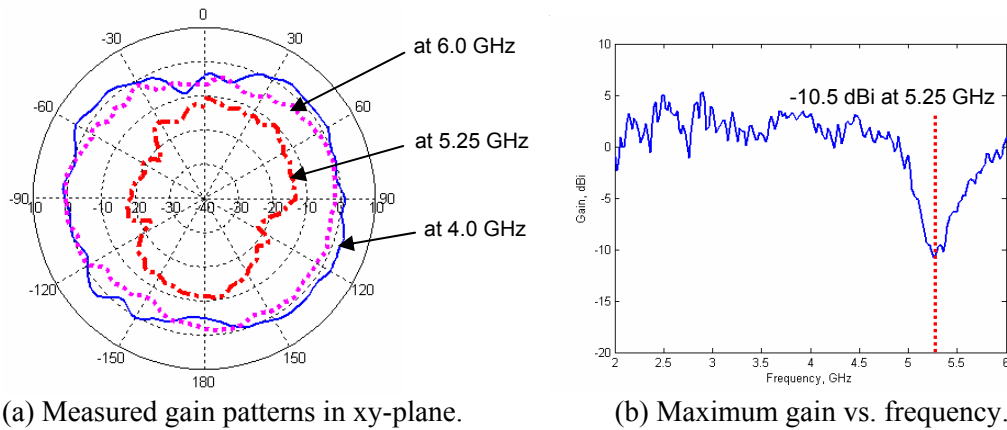 0
-30
30
-60
60
-90
90
-120
120
-150
150
180
10 0 -10 -20 -30 -40 -30 -20 -10 0 10
at 6.0 GHz
at 5.25 GHz
at 4.0 GHz
(a) Measured gain patterns in xy-plane.
10
5
0
-5
-10
-15
-20
Gain, dBi
-10.5 dBi at 5.25 GHz
2 2.5 3 3.5 4 4.5 5 5.5 6
Frequency, GHz
(b) Maximum gain vs. frequency.